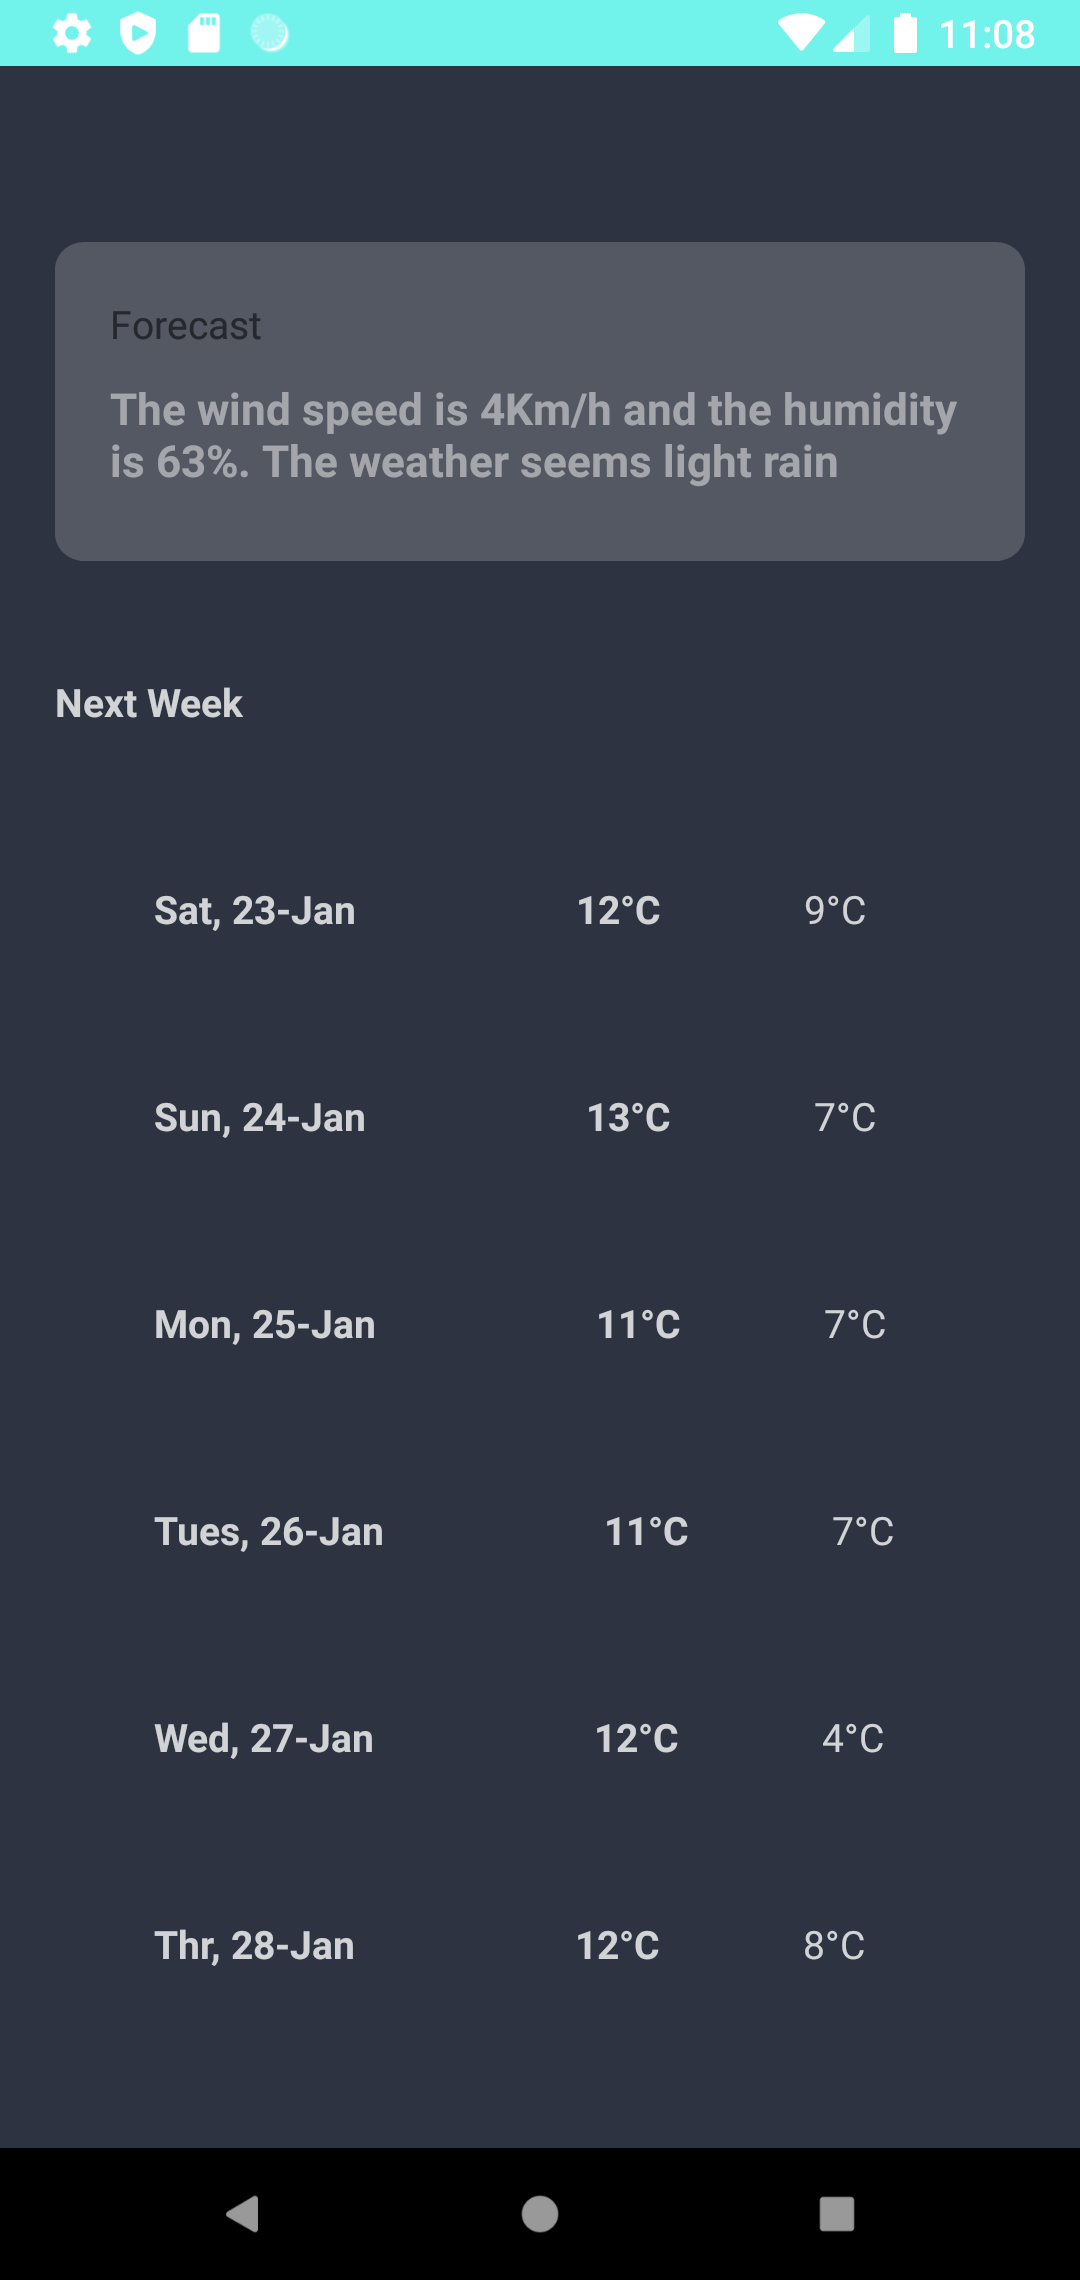 11:08
Forecast
The wind speed is 4Km/h and the humidity
is 63%. The weather seems light rain
Next Week
Sat, 23-Jan 12°C 9°C
Sun, 24-Jan 13°C 7°C
Mon, 25-Jan 11°C 7°C
Tues, 26-Jan 11°C 7°C
Wed, 27-Jan 12°C 4°C
Thr, 28-Jan 12°C 8°C